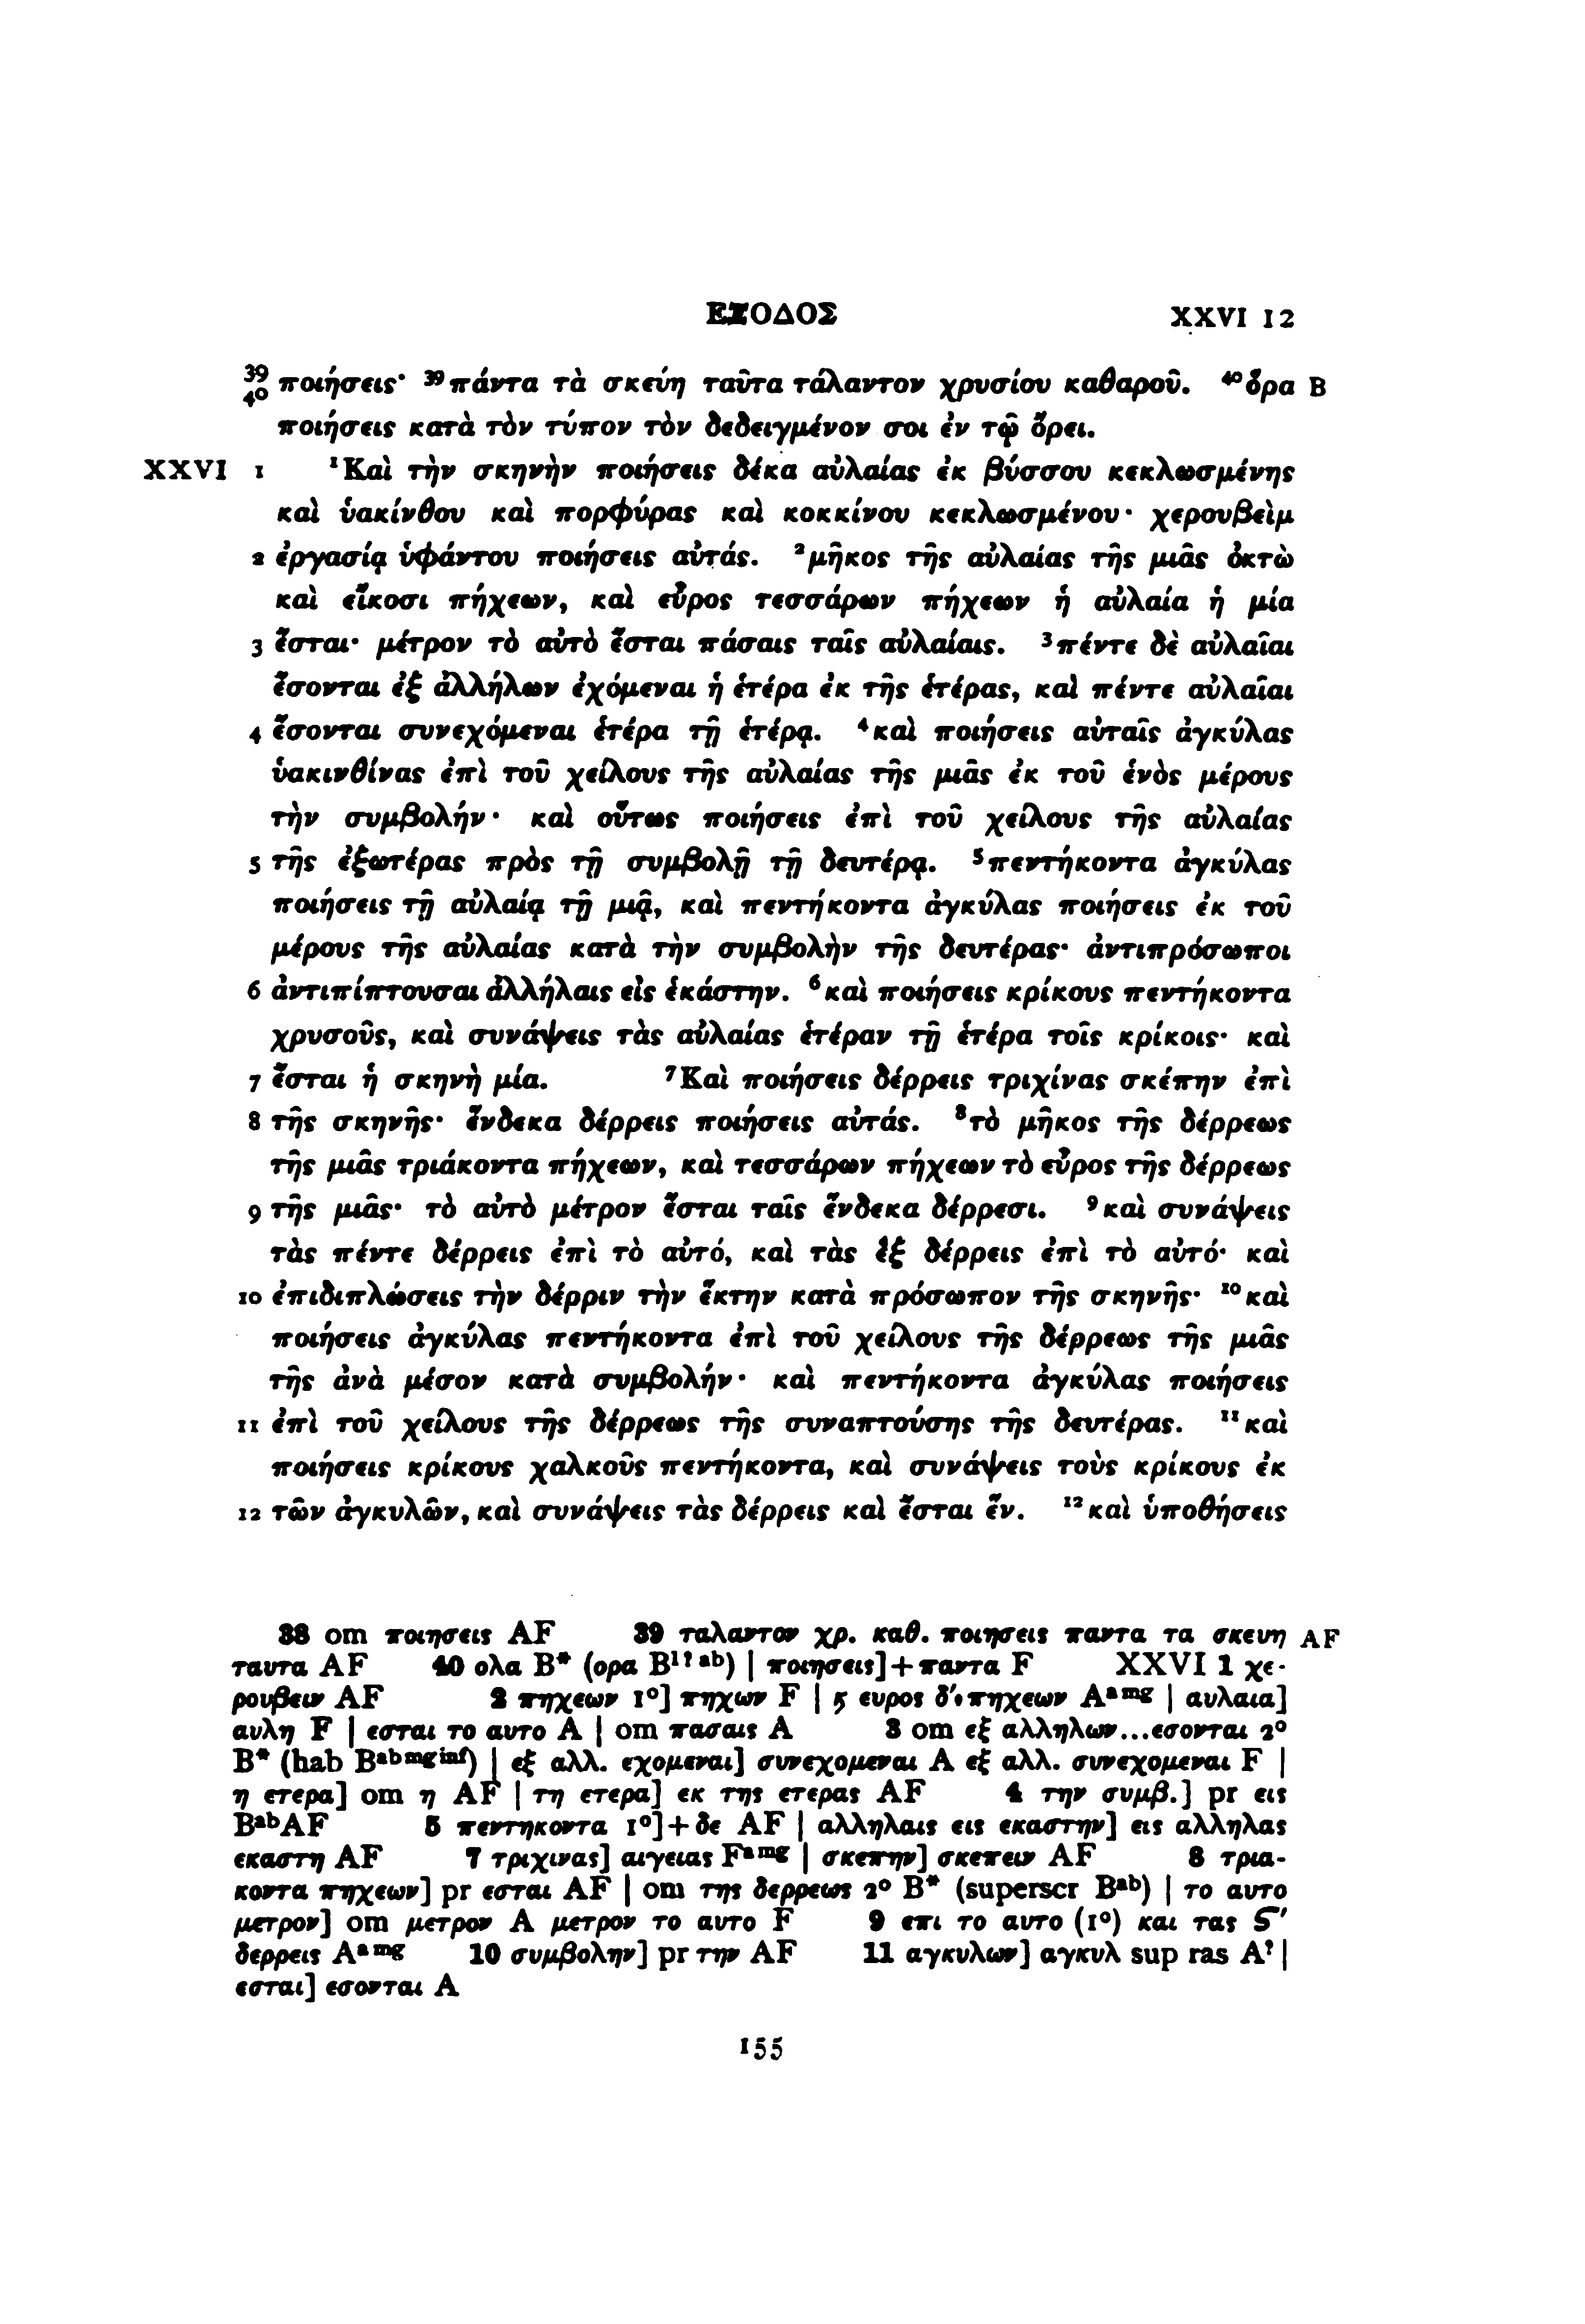 ΕΞΟΔΟΣ XXVI 12
39 40 ποιήσεις· ³⁹πάντα τὰ σκεύη ταῦτα τάλαντον χρυσίου καθαροῦ. ⁴⁰ὅρα B
ποιήσεις κατὰ τὸν τύπον τὸν δεδειγμένον σοι ἐν τῷ ὄρει.
XXVI 1 ¹Καὶ τὴν σκηνὴν ποιήσεις δέκα αὐλαίας ἐκ βύσσου κεκλωσμένης
καὶ ὑακίνθου καὶ πορφύρας καὶ κοκκίνου κεκλωσμένου· χερουβεὶμ
2 ἐργασίᾳ ὑφάντου ποιήσεις αὐτάς. ²μῆκος τῆς αὐλαίας τῆς μιᾶς ὀκτὼ
καὶ εἴκοσι πήχεων, καὶ εὖρος τεσσάρων πήχεων ἡ αὐλαία ἡ μία
3 ἔσται· μέτρον τὸ αὐτὸ ἔσται πάσαις ταῖς αὐλαίαις. ³πέντε δὲ αὐλαῖαι
ἔσονται ἐξ ἀλλήλων ἐχόμεναι ἡ ἑτέρα ἐκ τῆς ἑτέρας, καὶ πέντε αὐλαῖαι
4 ἔσονται συνεχόμεναι ἑτέρα τῇ ἑτέρᾳ. ⁴καὶ ποιήσεις αὐταῖς ἀγκύλας
ὑακινθίνας ἐπὶ τοῦ χείλους τῆς αὐλαίας τῆς μιᾶς ἐκ τοῦ ἑνὸς μέρους
τὴν συμβολήν· καὶ οὕτως ποιήσεις ἐπὶ τοῦ χείλους τῆς αὐλαίας
5 τῆς ἐξωτέρας πρὸς τῇ συμβολῇ τῇ δευτέρᾳ. ⁵πεντήκοντα ἀγκύλας
ποιήσεις τῇ αὐλαίᾳ τῇ μιᾷ, καὶ πεντήκοντα ἀγκύλας ποιήσεις ἐκ τοῦ
μέρους τῆς αὐλαίας κατὰ τὴν συμβολὴν τῆς δευτέρας· ἀντιπρόσωποι
6 ἀντιπίπτουσαι ἀλλήλαις εἰς ἑκάστην. ⁶καὶ ποιήσεις κρίκους πεντήκοντα
χρυσοῦς, καὶ συνάψεις τὰς αὐλαίας ἑτέραν τῇ ἑτέρα τοῖς κρίκοις· καὶ
7 ἔσται ἡ σκηνὴ μία. ⁷Καὶ ποιήσεις δέρρεις τριχίνας σκέπην ἐπὶ
8 τῆς σκηνῆς· ἕνδεκα δέρρεις ποιήσεις αὐτάς. ⁸τὸ μῆκος τῆς δέρρεως
τῆς μιᾶς τριάκοντα πήχεων, καὶ τεσσάρων πήχεων τὸ εὖρος τῆς δέρρεως
9 τῆς μιᾶς· τὸ αὐτὸ μέτρον ἔσται ταῖς ἕνδεκα δέρρεσι. ⁹καὶ συνάψεις
τὰς πέντε δέρρεις ἐπὶ τὸ αὐτό, καὶ τὰς ἓξ δέρρεις ἐπὶ τὸ αὐτό· καὶ
10 ἐπιδιπλώσεις τὴν δέρριν τὴν ἕκτην κατὰ πρόσωπον τῆς σκηνῆς· ¹⁰καὶ
ποιήσεις ἀγκύλας πεντήκοντα ἐπὶ τοῦ χείλους τῆς δέρρεως τῆς μιᾶς
τῆς ἀνὰ μέσον κατὰ συμβολήν· καὶ πεντήκοντα ἀγκύλας ποιήσεις
11 ἐπὶ τοῦ χείλους τῆς δέρρεως τῆς συναπτούσης τῆς δευτέρας. ¹¹καὶ
ποιήσεις κρίκους χαλκοῦς πεντήκοντα, καὶ συνάψεις τοὺς κρίκους ἐκ
12 τῶν ἀγκυλῶν, καὶ συνάψεις τὰς δέρρεις καὶ ἔσται ἕν. ¹²καὶ ὑποθήσεις
38 om ποιησεις AF 39 ταλαντον χρ. καθ. ποιησεις παντα τα σκευη AF
ταυτα AF 40 ολα B* (ορα B¹ᵗᵃᵇ) | ποιησεις]+παντα F XXVI 1 χε-
ρουβειν AF 2 πηχεων 1°] πηχων F | ϗ ευρος δ'· πηχεων Aᵃᵐᵍ | αυλαια]
αυλη F | εσται το αυτο A | om πασαις A 3 om εξ αλληλων...εσονται 2°
B* (hab Bᵃᵇᵐᵍⁱⁿᶠ) | εξ αλλ. εχομεναι] συνεχομεναι A εξ αλλ. συνεχομεναι F |
η ετερα] om η AF | τη ετερα] εκ της ετερας AF 4 την συμβ.] pr εις
BᵃᵇAF 5 πεντηκοντα 1°]+δε AF | αλληλαις εις εκαστην] εις αλληλας
εκαστη AF 7 τριχινας] αιγειας Fᵃᵐᵍ | σκεπην] σκεπειν AF 8 τρια-
κοντα πηχεων] pr εσται AF | om της δερρεως 2° B* (superscr Bᵃᵇ) | το αυτο
μετρον] om μετρον A μετρον το αυτο F 9 επι το αυτο (1°) και τας ϛ'
δερρεις Aᵃᵐᵍ 10 συμβολην] pr την AF 11 αγκυλων] αγκυλ sup ras Aˀ |
εσται] εσονται A
155